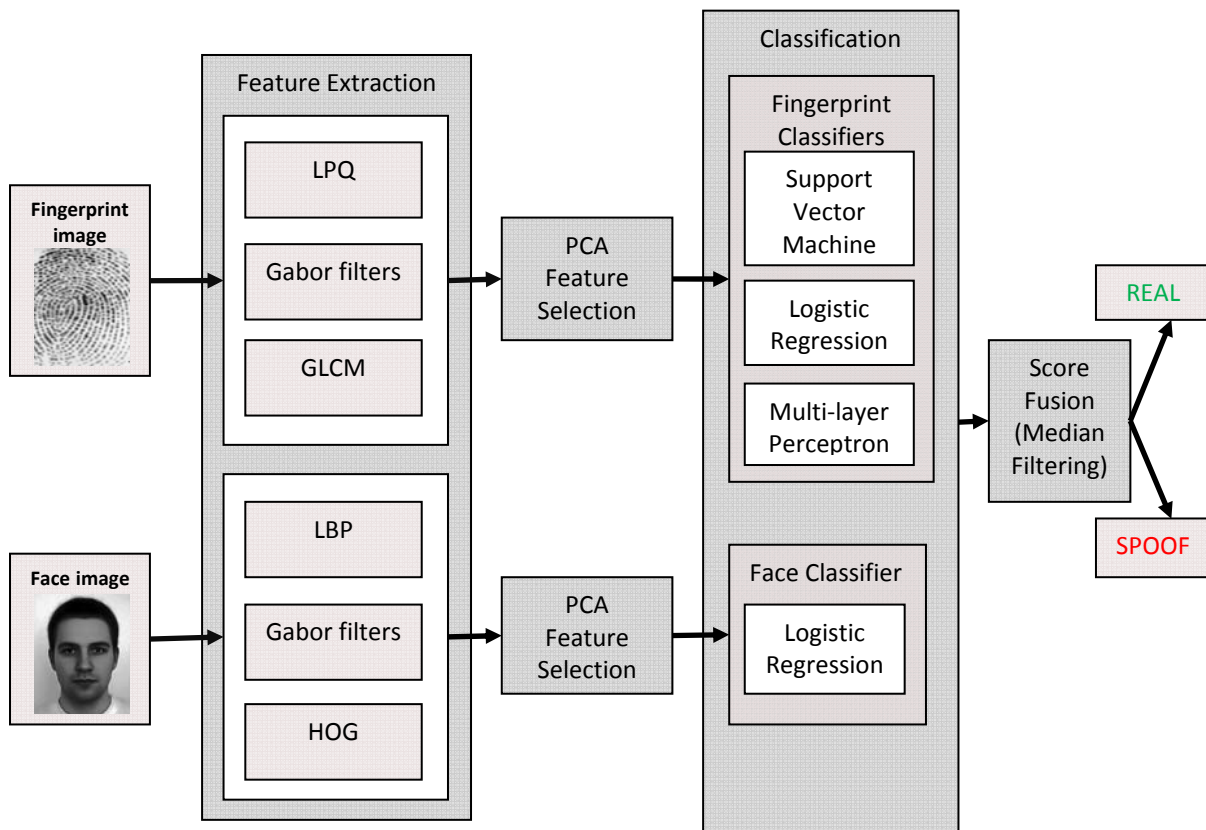 Fingerprint
image
Face image
Feature Extraction
LPQ
Gabor filters
GLCM
LBP
Gabor filters
HOG
PCA
Feature
Selection
PCA
Feature
Selection
Classification
Fingerprint
Classifiers
Support
Vector
Machine
Logistic
Regression
Multi-layer
Perceptron
Face Classifier
Logistic
Regression
Score
Fusion
(Median
Filtering)
REAL
SPOOF